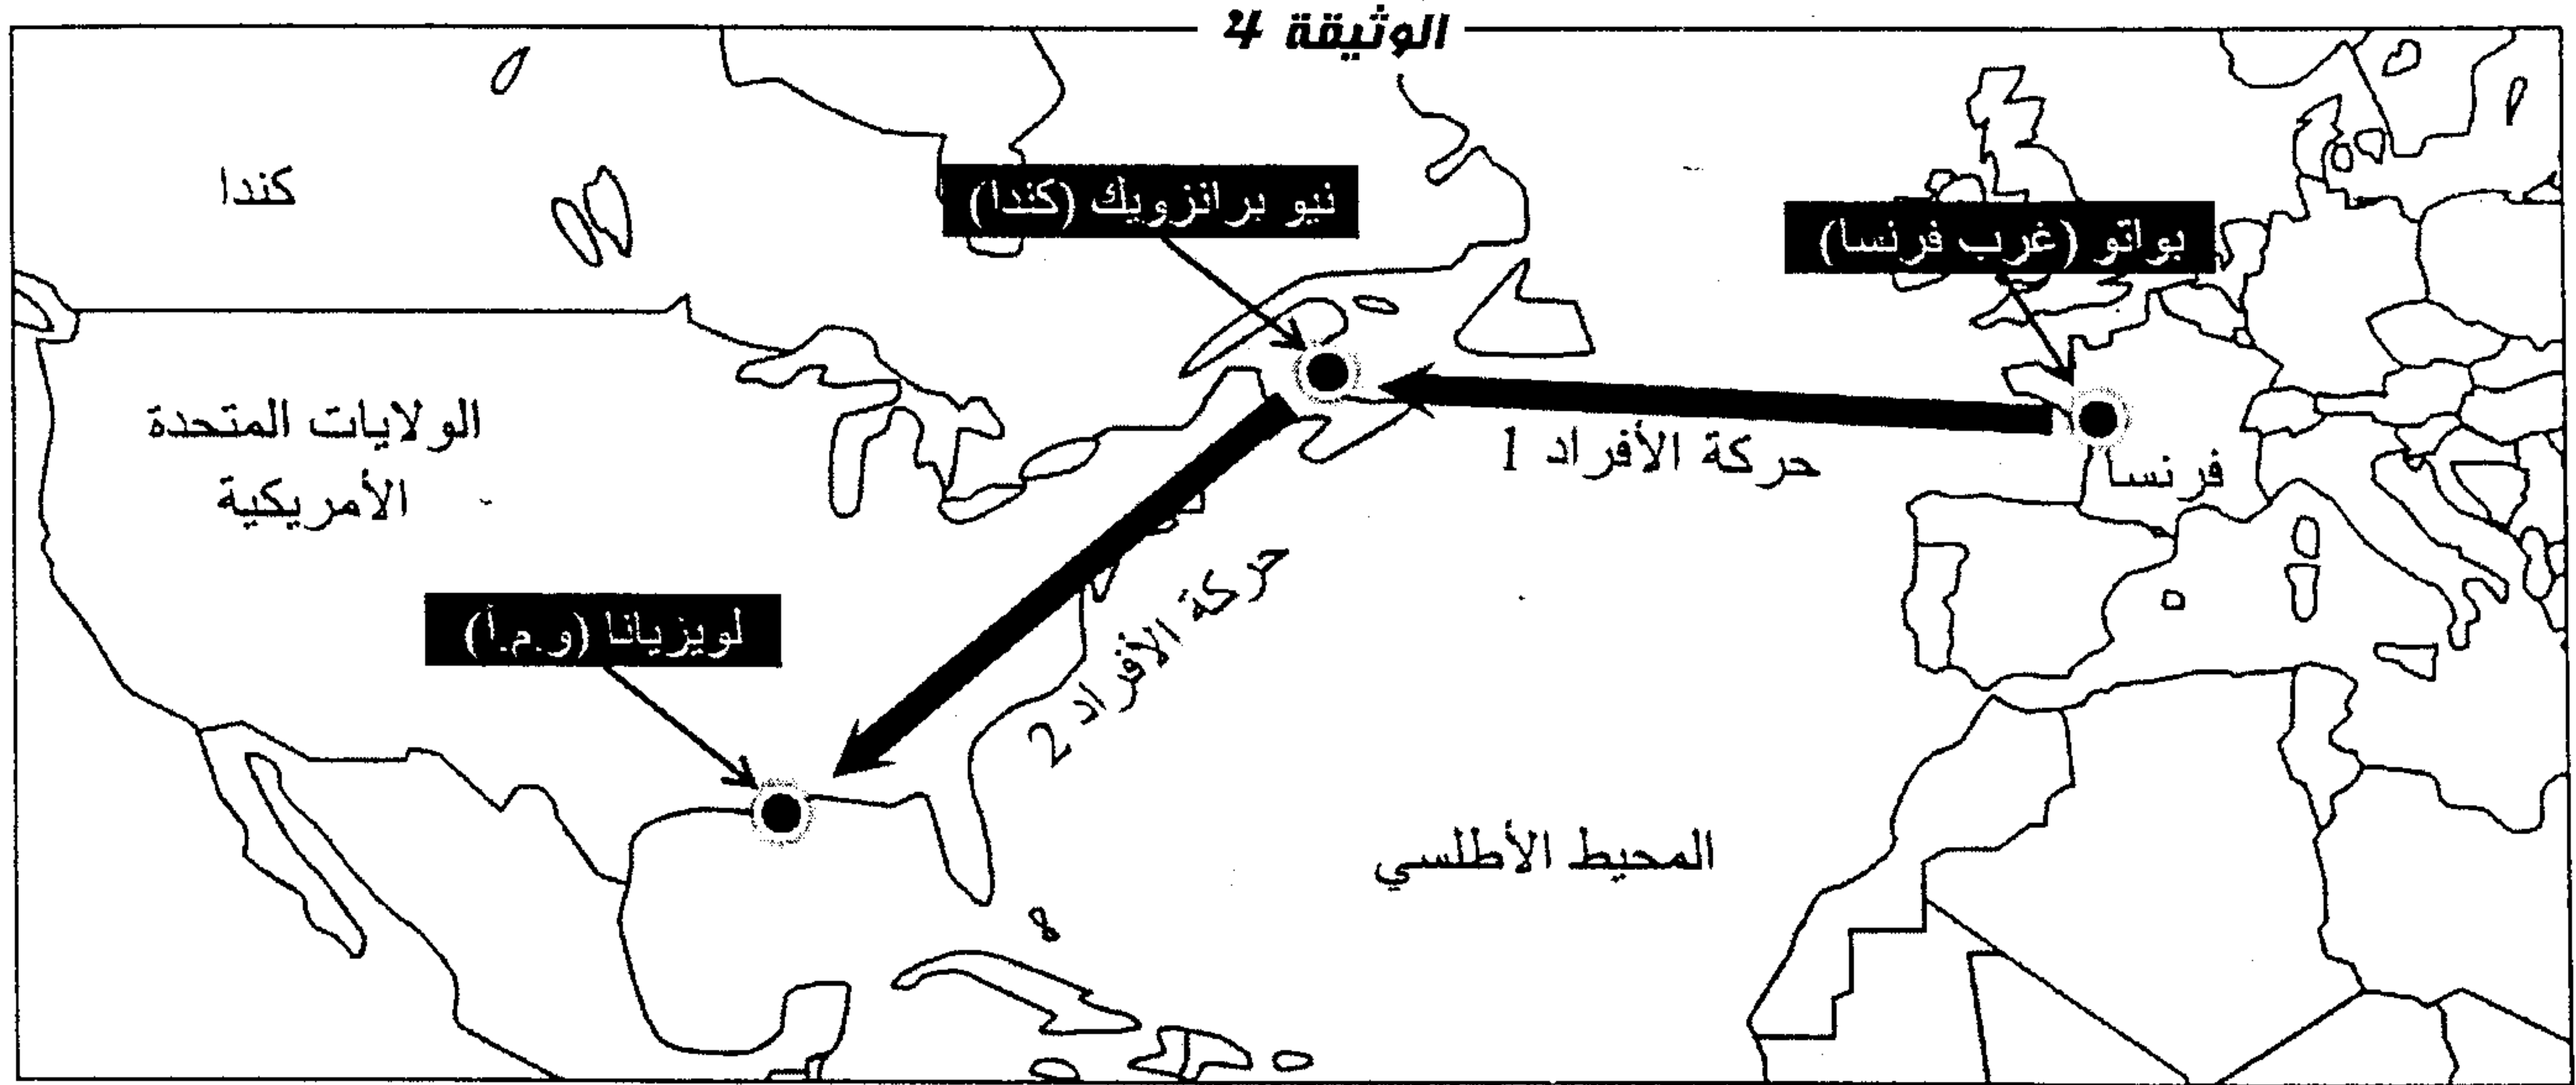 الوثيقة 4
كندا
نيو برانزويك (كندا)
بواتو (غرب فرنسا)
الولايات المتحدة
الأمريكية
حركة الأفراد 1
فرنسا
حركة الأفراد 2
لويزيانا (و.م.أ)
المحيط الأطلسي